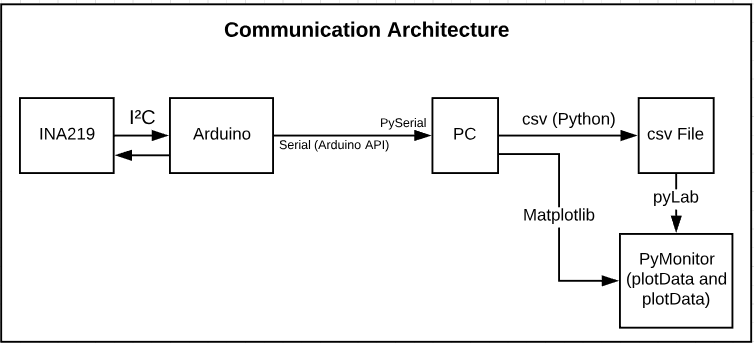 Communication Architecture
INA219
I²C
Arduino
PySerial
Serial (Arduino API)
PC
csv (Python)
csv File
pyLab
Matplotlib
PyMonitor
(plotData and
plotData)